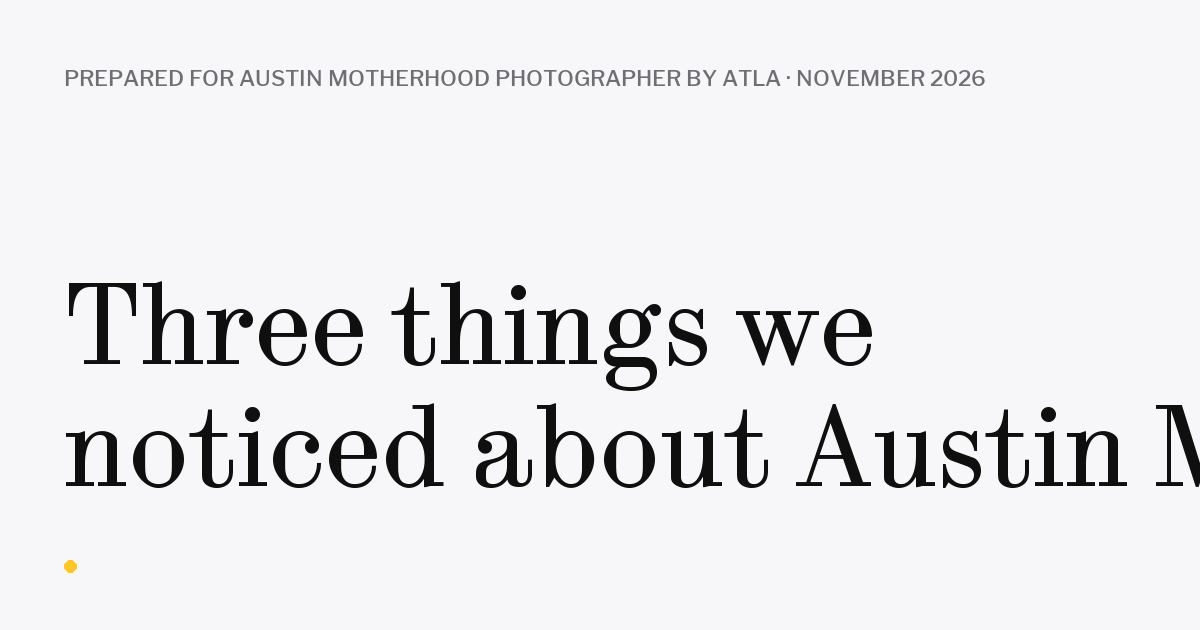 PREPARED FOR AUSTIN MOTHERHOOD PHOTOGRAPHER BY ATLA · NOVEMBER 2026
Three things we
noticed about Austin